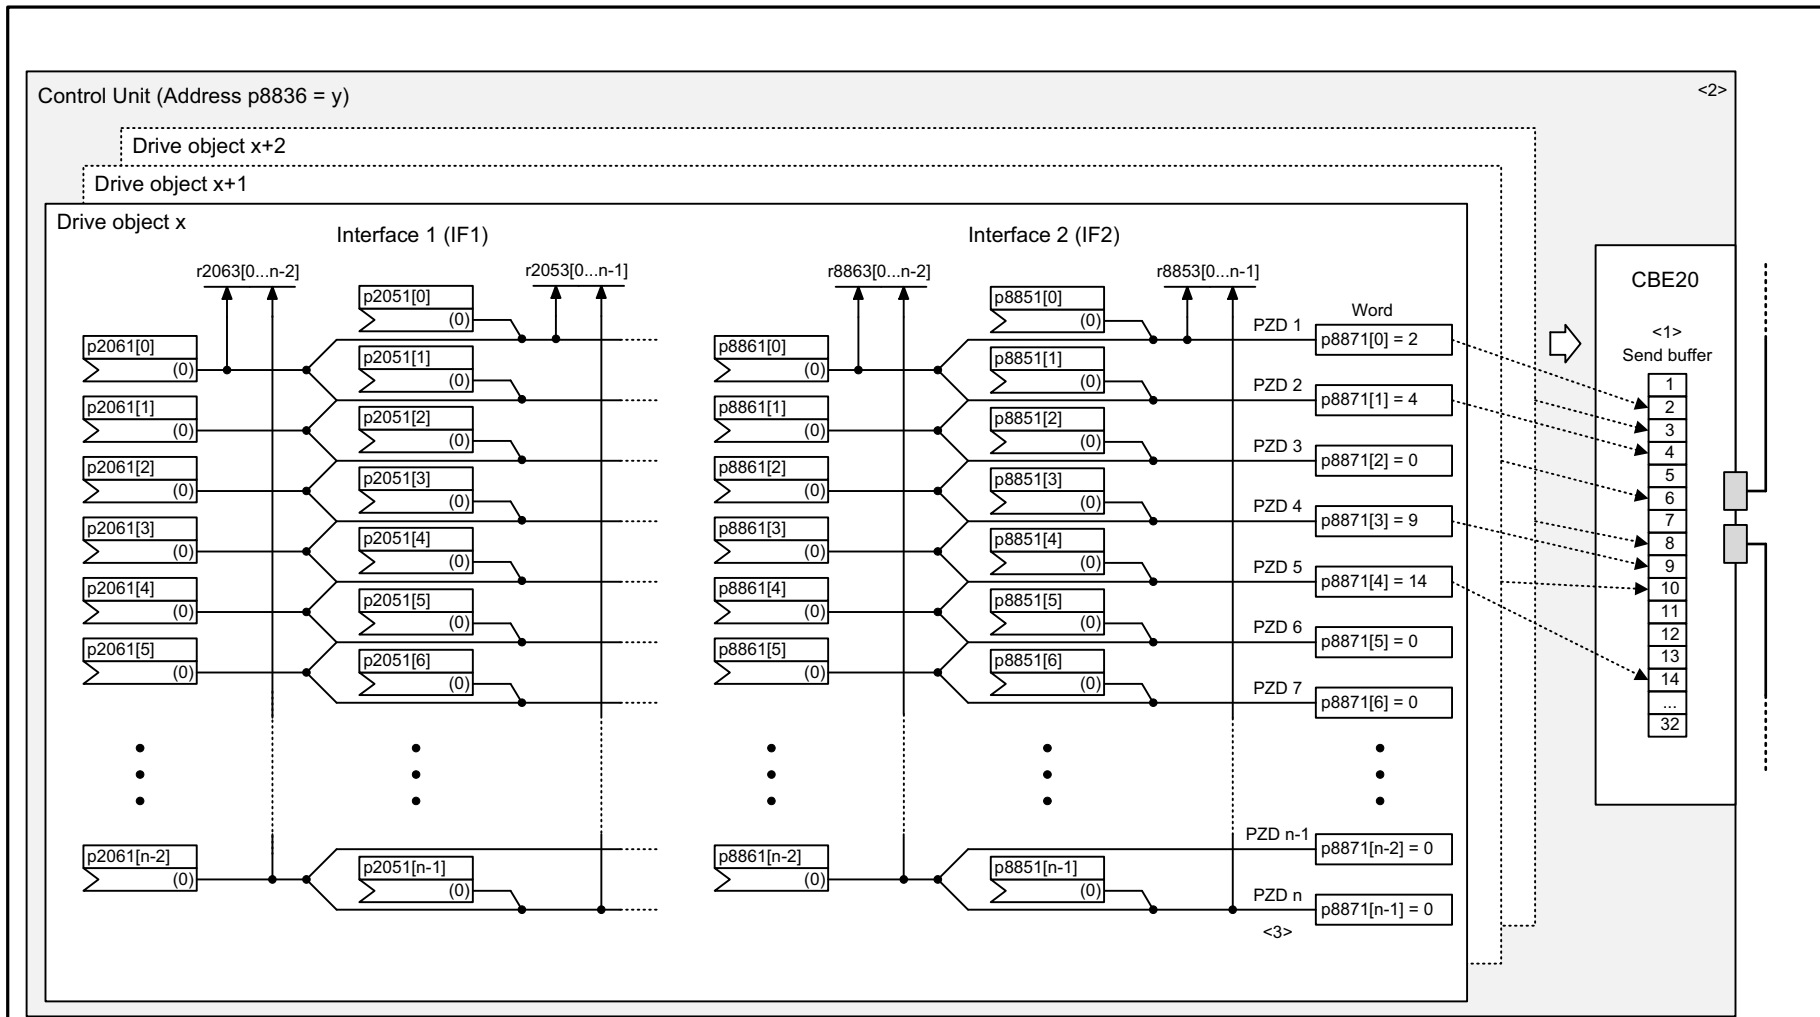 Control Unit (Address p8836 = y)
<2>
Drive object x+2
Drive object x+1
Drive object x
Interface 1 (IF1)
Interface 2 (IF2)
r2063[0...n-2]
r2053[0...n-1]
r8863[0...n-2]
r8853[0...n-1]
p2061[0]
(0)
p2061[1]
(0)
p2061[2]
(0)
p2061[3]
(0)
p2061[4]
(0)
p2061[5]
(0)
p2061[n-2]
(0)
p2051[0]
(0)
p2051[1]
(0)
p2051[2]
(0)
p2051[3]
(0)
p2051[4]
(0)
p2051[5]
(0)
p2051[6]
(0)
p2051[n-1]
(0)
p8861[0]
(0)
p8861[1]
(0)
p8861[2]
(0)
p8861[3]
(0)
p8861[4]
(0)
p8861[5]
(0)
p8861[n-2]
(0)
p8851[0]
(0)
p8851[1]
(0)
p8851[2]
(0)
p8851[3]
(0)
p8851[4]
(0)
p8851[5]
(0)
p8851[6]
(0)
p8851[n-1]
(0)
Word
PZD 1 p8871[0] = 2
PZD 2 p8871[1] = 4
PZD 3 p8871[2] = 0
PZD 4 p8871[3] = 9
PZD 5 p8871[4] = 14
PZD 6 p8871[5] = 0
PZD 7 p8871[6] = 0
PZD n-1 p8871[n-2] = 0
PZD n p8871[n-1] = 0
<3>
CBE20
<1>
Send buffer
1
2
3
4
5
6
7
8
9
10
11
12
13
14
...
32